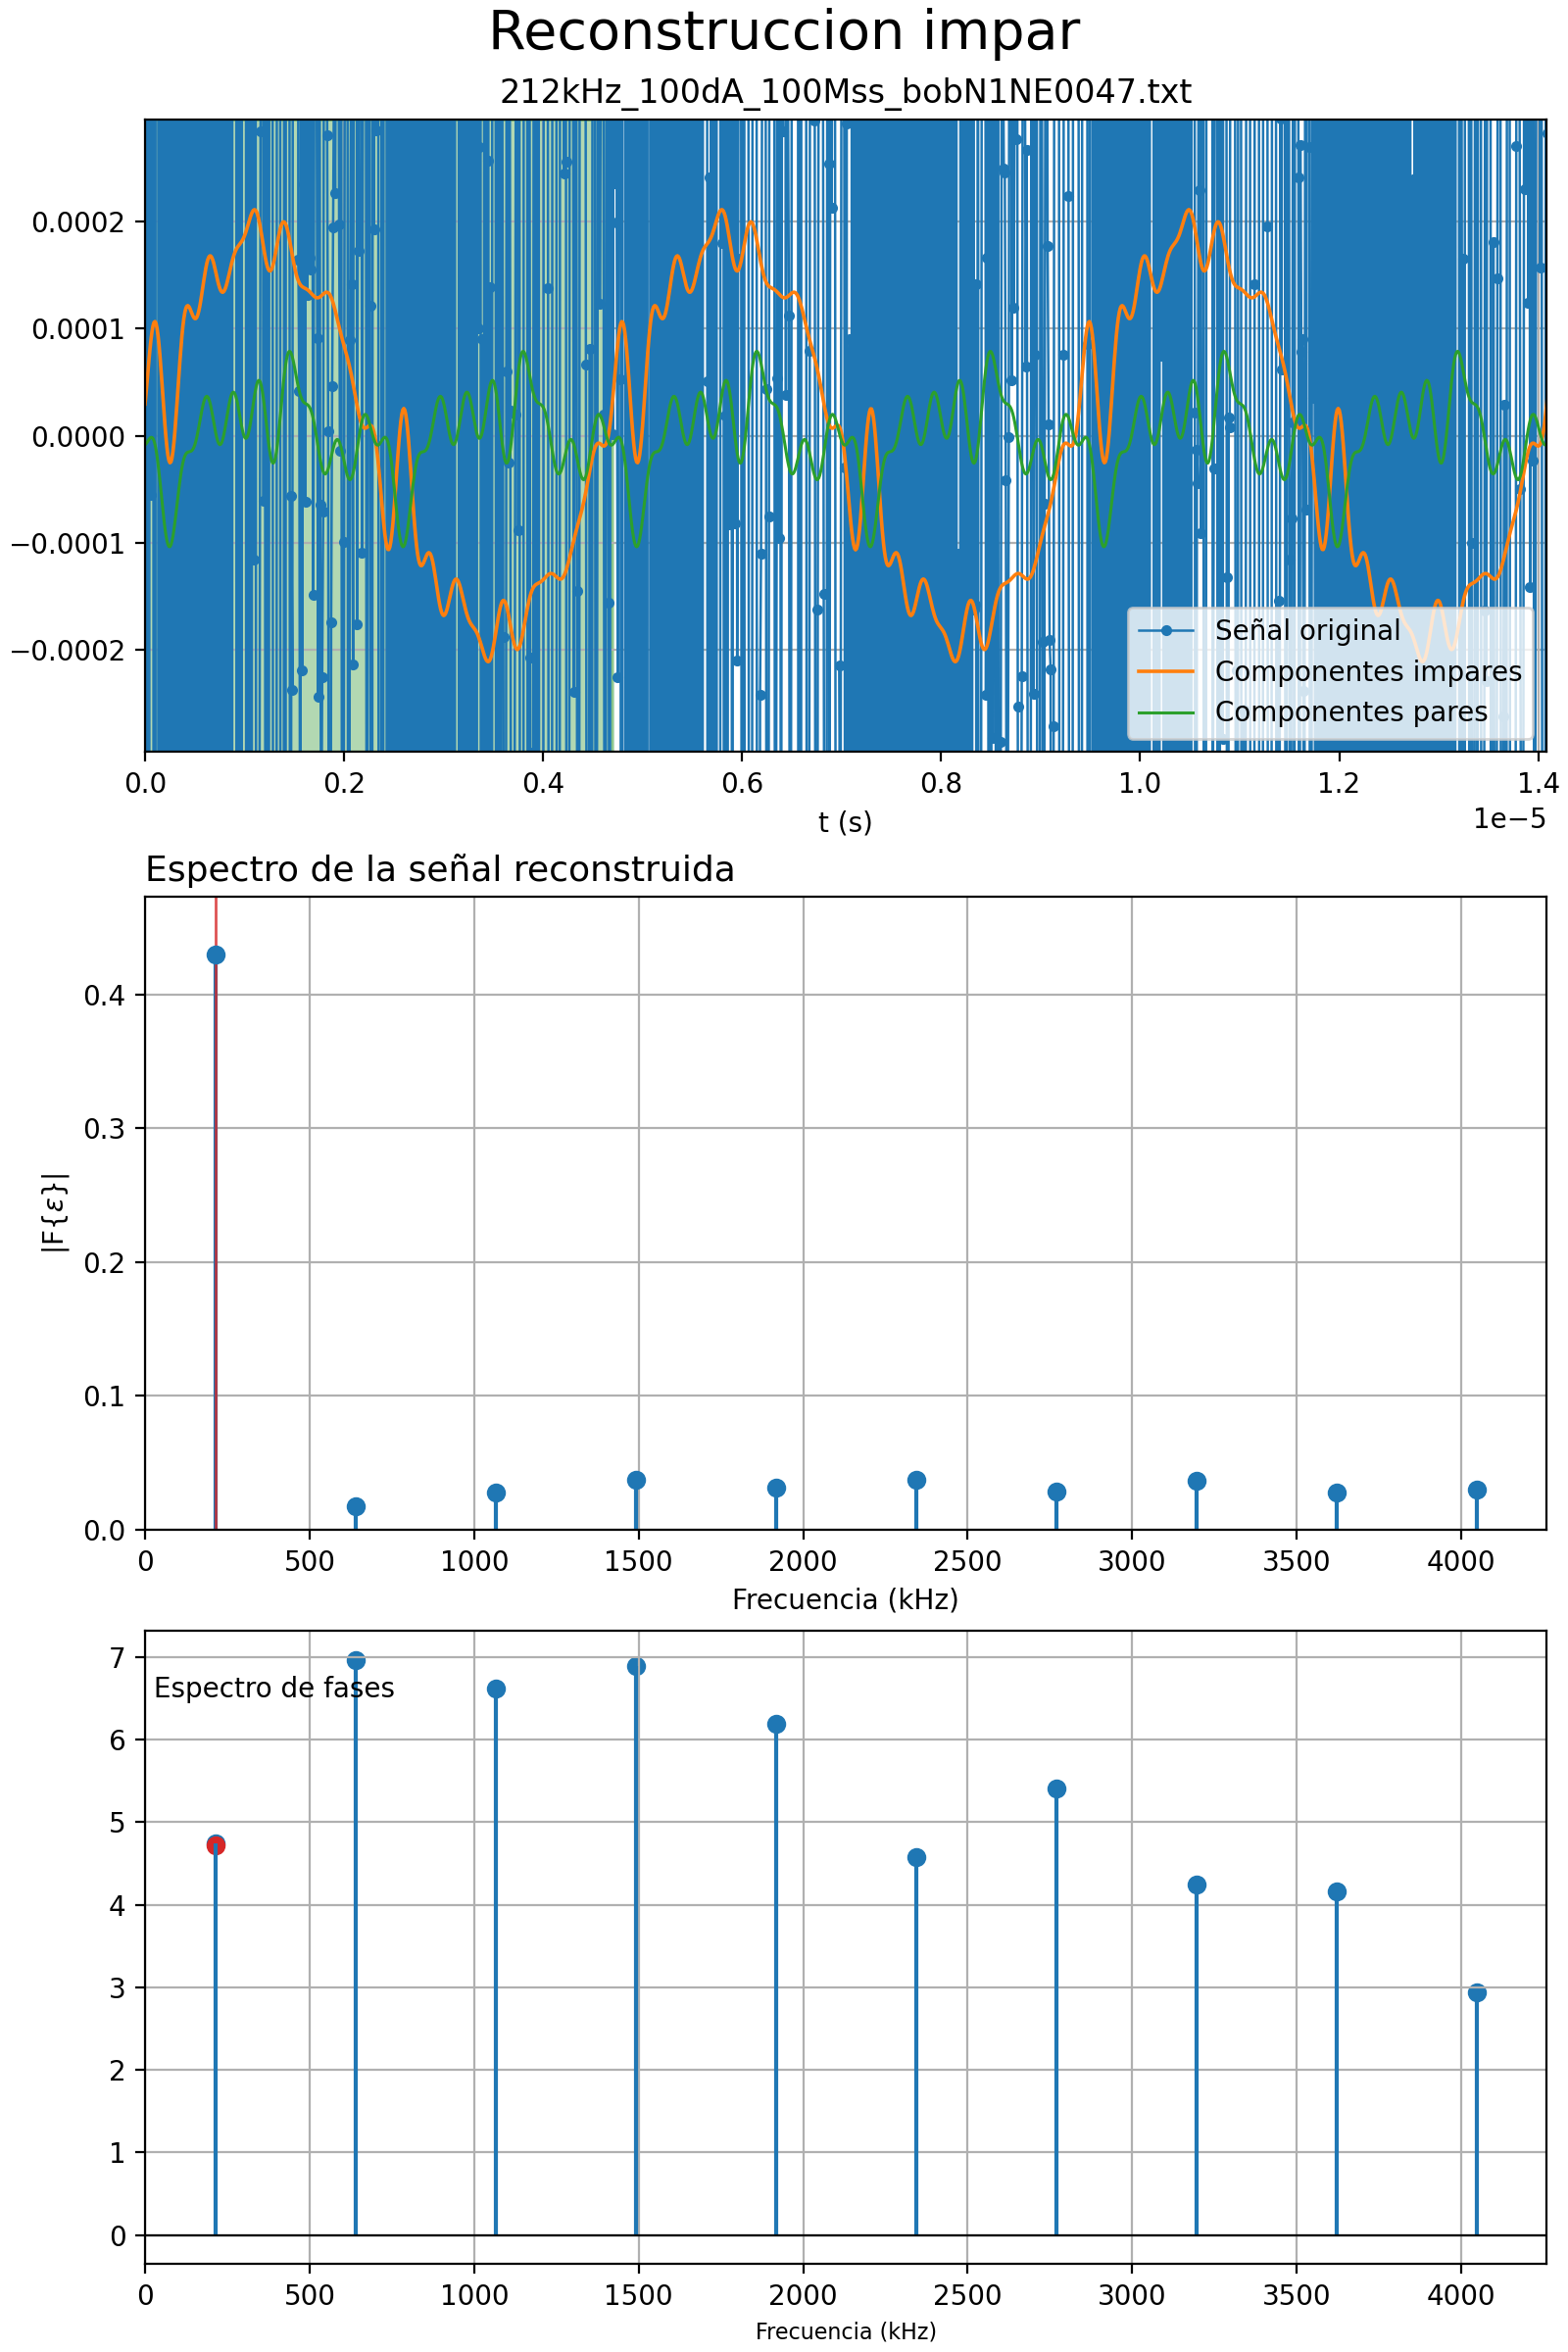 Reconstruccion impar
212kHz_100dA_100Mss_bobN1NE0047.txt
0.0002
0.0001
0.0000
−0.0001
−0.0002
Señal original
Componentes impares
Componentes pares
0.0 0.2 0.4 0.6 0.8 1.0 1.2 1.4
t (s)
1e−5
Espectro de la señal reconstruida
0.4
0.3
0.2
0.1
0.0
|F{ε}|
0 500 1000 1500 2000 2500 3000 3500 4000
Frecuencia (kHz)
7
Espectro de fases
6
5
4
3
2
1
0
0 500 1000 1500 2000 2500 3000 3500 4000
Frecuencia (kHz)